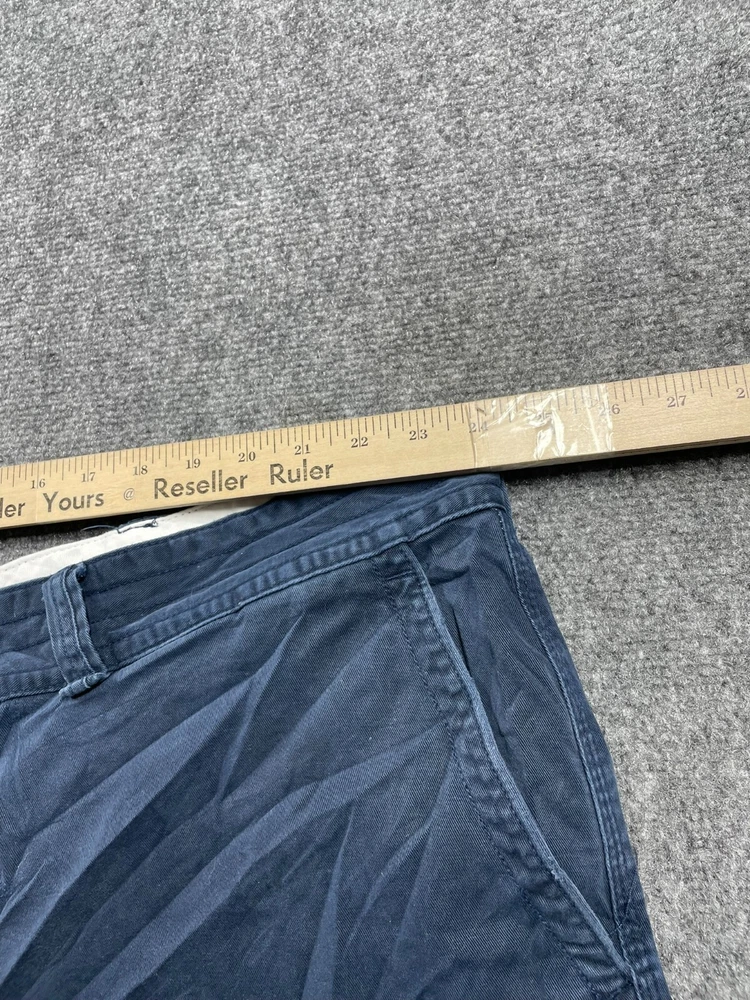 16 17 18 19 20 21 22 23 24 26 27
ler Yours @ Reseller Ruler